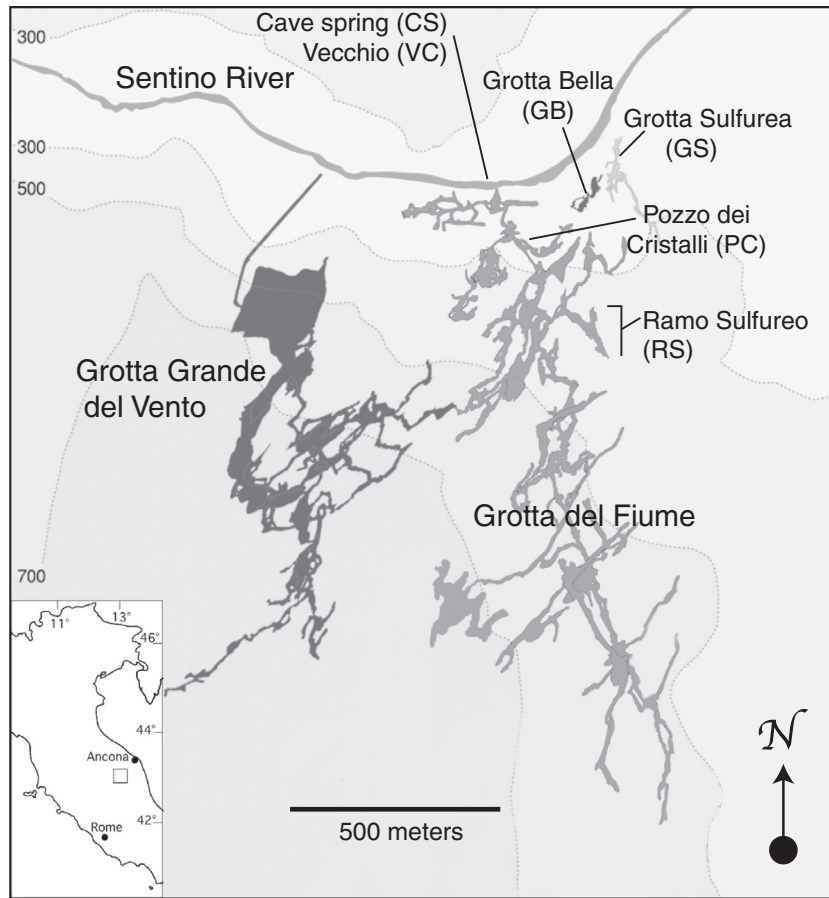 300
Cave spring (CS)
Vecchio (VC)
Sentino River
Grotta Bella
(GB)
Grotta Sulfurea
(GS)
300
500
Pozzo dei
Cristalli (PC)
Ramo Sulfureo
(RS)
Grotta Grande
del Vento
Grotta del Fiume
700
11°
13°
46°
44°
Ancona
Rome
42°
500 meters
N